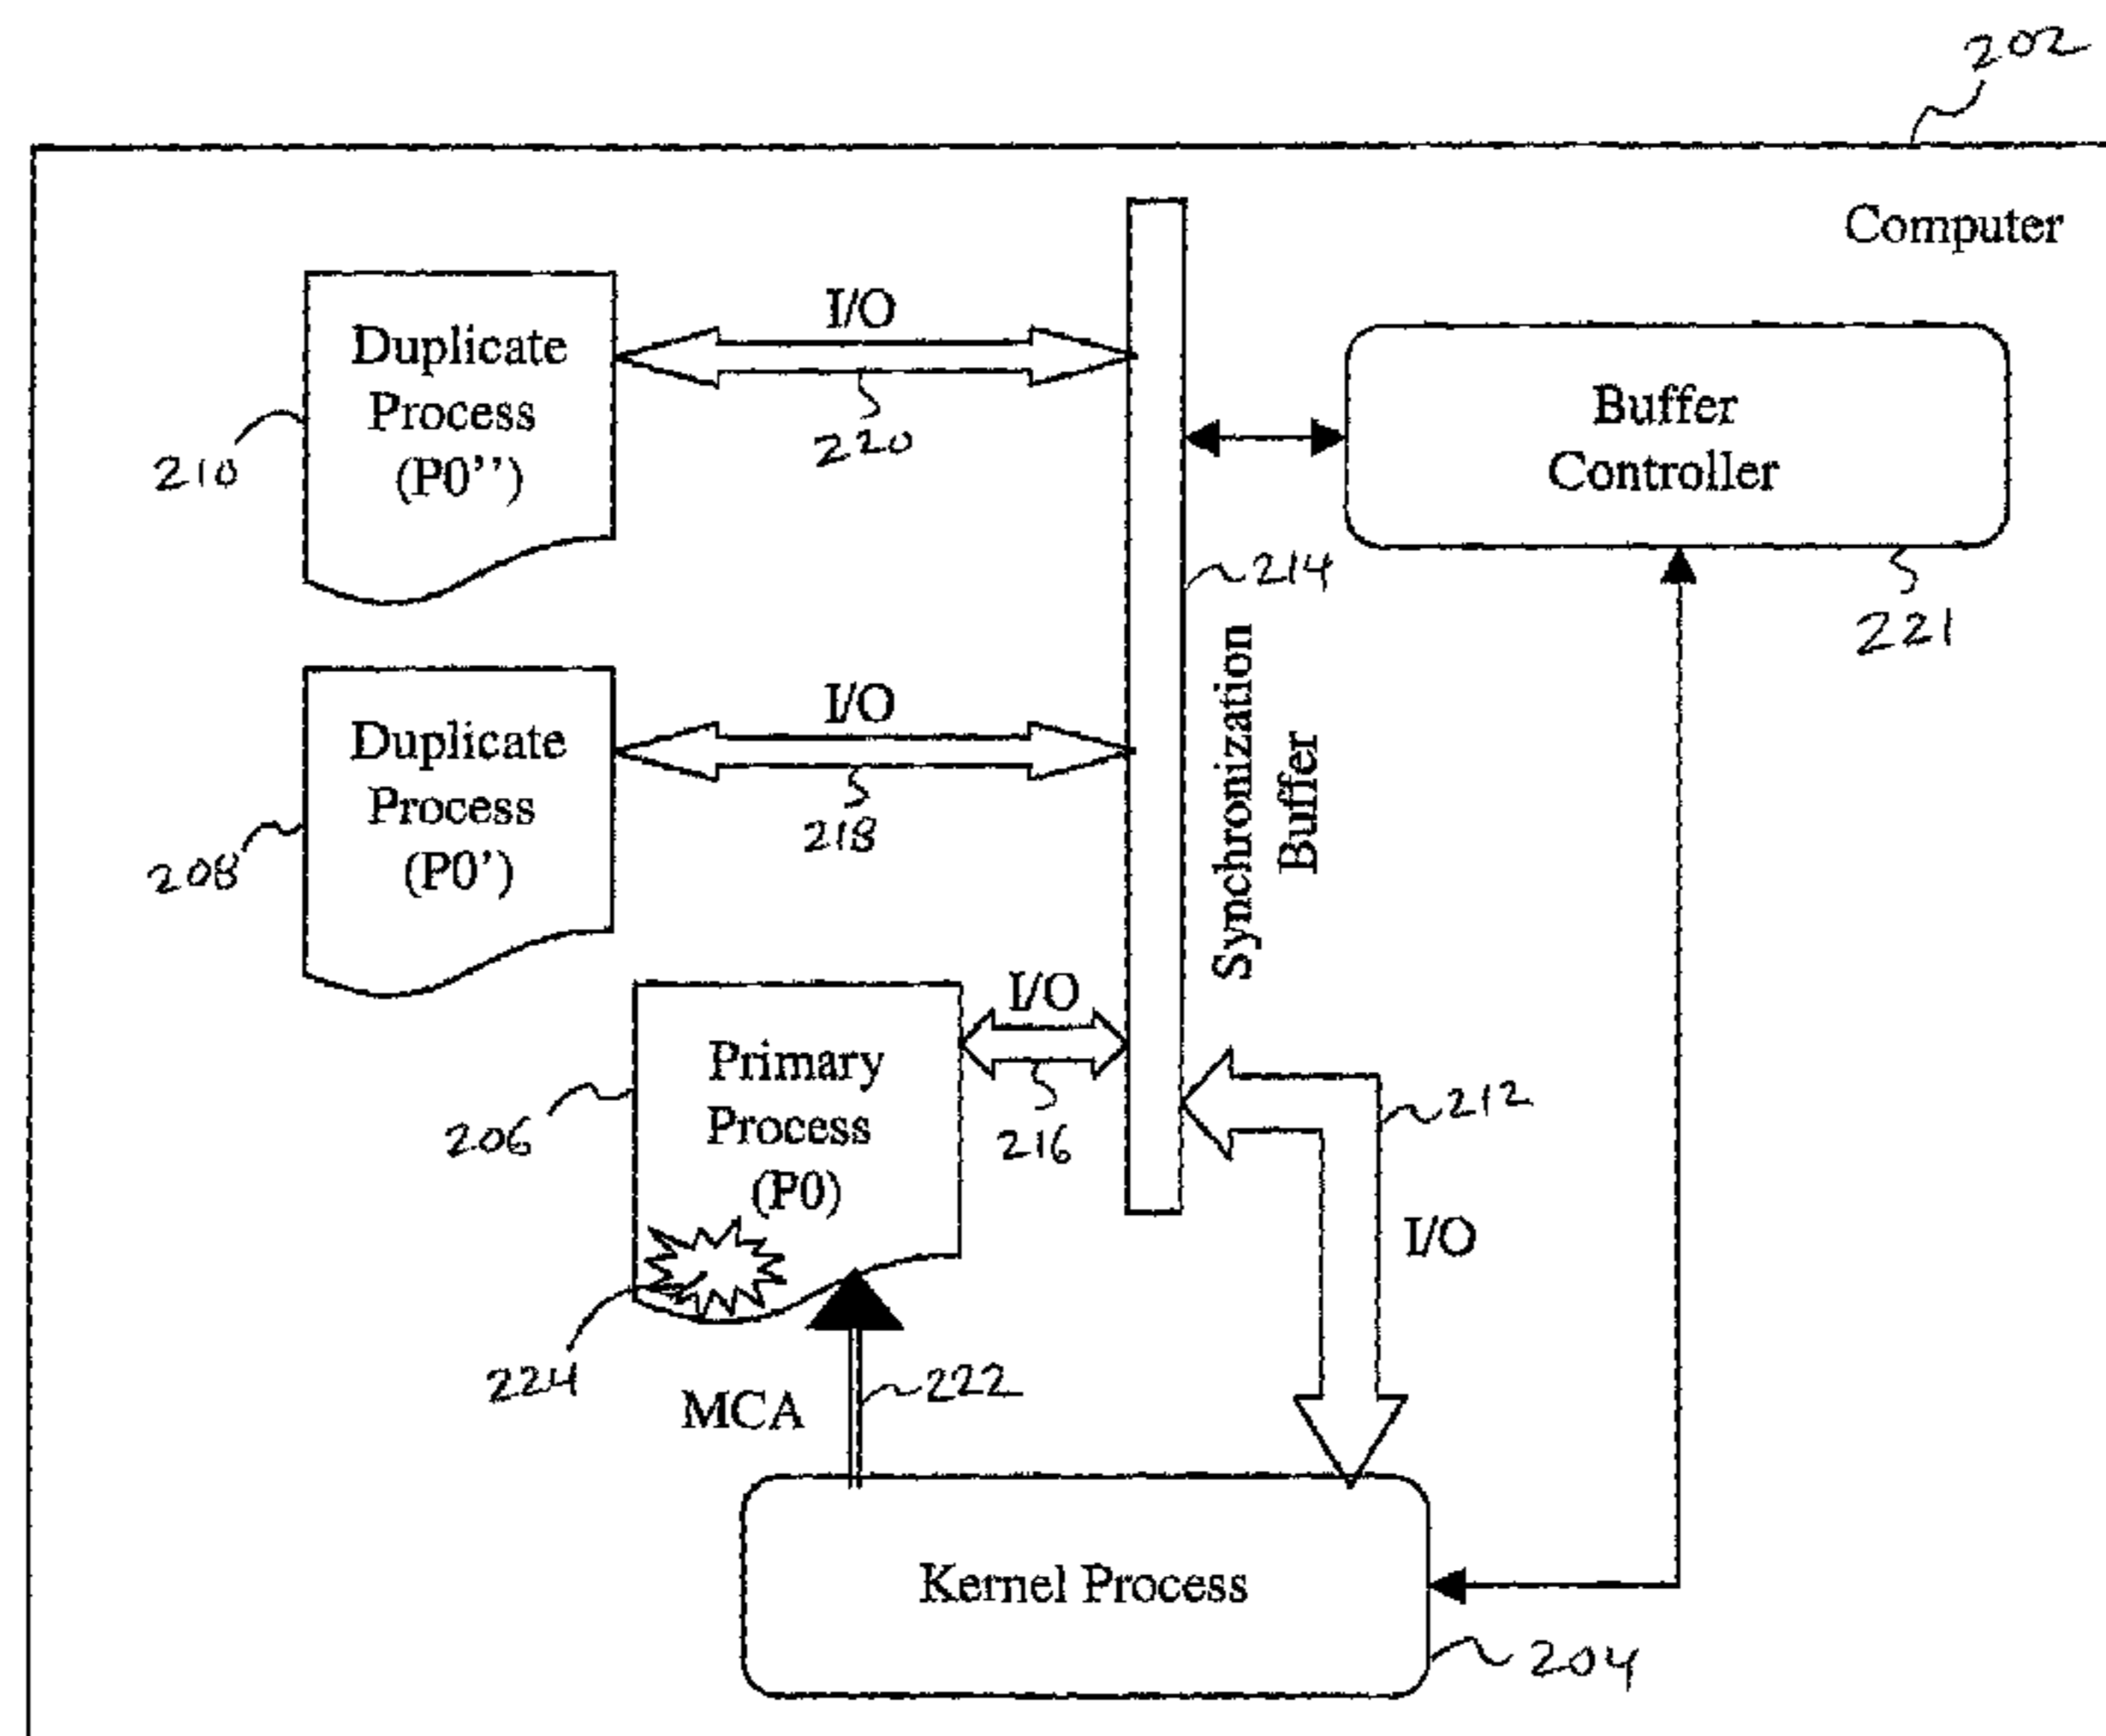 202
Computer
I/O
Duplicate
Process
(P0’’)
210
220
Buffer
Controller
214
221
I/O
Duplicate
Process
(P0’)
208
218
Synchronization
Buffer
I/O
Primary
Process
(P0)
206
216
212
I/O
224
MCA
222
Kernel Process
204